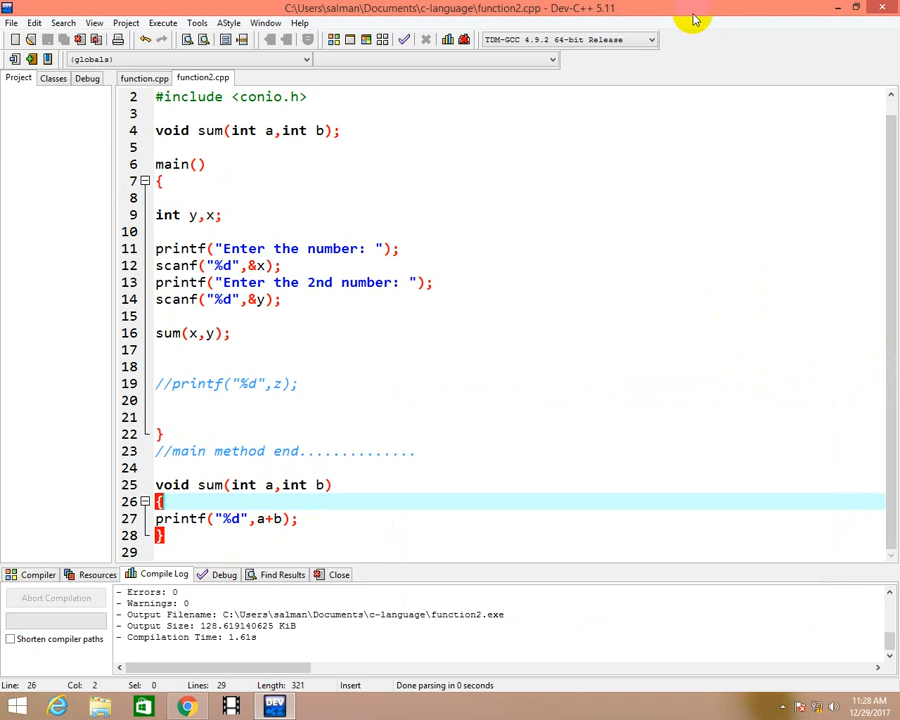 C:\Users\salman\Documents\c-language\function2.cpp - Dev-C++ 5.11
File Edit Search View Project Execute Tools AStyle Window Help
TDM-GCC 4.9.2 64-bit Release
(globals)
Project Classes Debug function.cpp function2.cpp
2 #include <conio.h>
3
4 void sum(int a,int b);
5
6 main()
7 {
8
9 int y,x;
10
11 printf("Enter the number: ");
12 scanf("%d",&x);
13 printf("Enter the 2nd number: ");
14 scanf("%d",&y);
15
16 sum(x,y);
17
18
19 //printf("%d",z);
20
21
22 }
23 //main method end..............
24
25 void sum(int a,int b)
26 {
27 printf("%d",a+b);
28 }
29
Compiler Resources Compile Log Debug Find Results Close
Abort Compilation
Shorten compiler paths
- Errors: 0
- Warnings: 0
- Output Filename: C:\Users\salman\Documents\c-language\function2.exe
- Output Size: 128.619140625 KiB
- Compilation Time: 1.61s
Line: 26 Col: 2 Sel: 0 Lines: 29 Length: 321 Insert Done parsing in 0 seconds
DEV
11:28 AM
12/29/2017